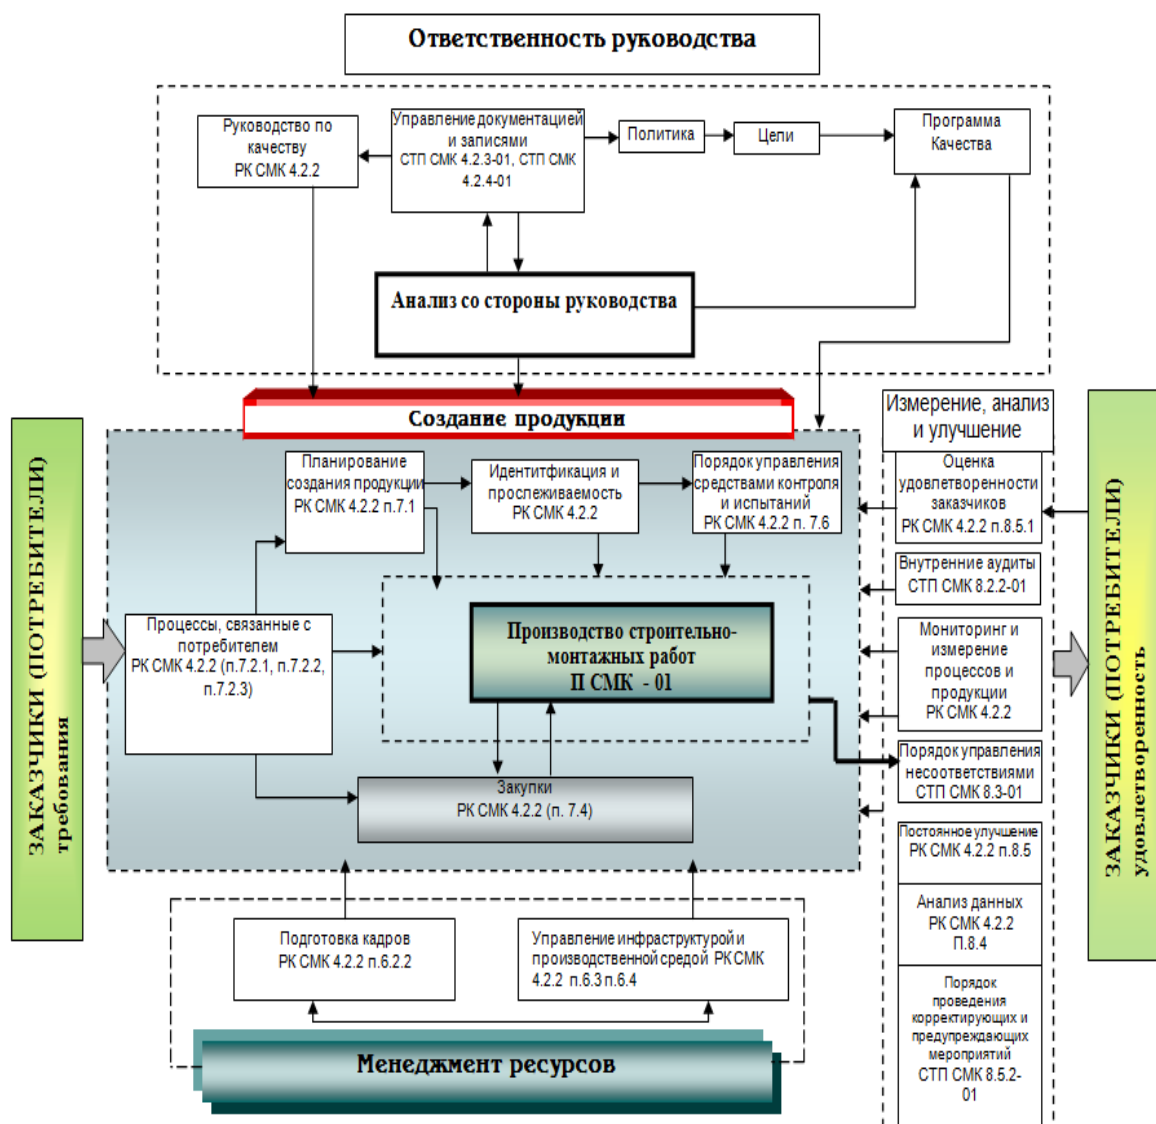 Ответственность руководства
Руководство по
качеству
РК СМК 4.2.2
Управление документацией
и записями
СТП СМК 4.2.3-01, СТП СМК
4.2.4-01
Политика
Цели
Программа
Качества
Анализ со стороны руководства
Создание продукции
Измерение, анализ
и улучшение
ЗАКАЗЧИКИ (ПОТРЕБИТЕЛИ)
требования
Планирование
создания продукции
РК СМК 4.2.2 п.7.1
Идентитфикация и
прослеживаемость
РК СМК 4.2.2
Порядок управления
средствами контроля
и испытаний
РК СМК 4.2.2 п. 7.6
Оценка
удовлетворенности
заказчиков
РК СМК 4.2.2 п.8.5.1
Внутренние аудиты
СТП СМК 8.2.2-01
Процессы, связанные с
потребителем
РК СМК 4.2.2 (п.7.2.1, п.7.2.2,
п.7.2.3)
Производство строительно-
монтажных работ
П СМК - 01
Мониторинг и
измерение
процессов и
продукции
РК СМК 4.2.2
Порядок управления
несоответствиями
СТП СМК 8.3-01
Закупки
РК СМК 4.2.2 (п. 7.4)
Постоянное улучшение
РК СМК 4.2.2 п.8.5
Анализ данных
РК СМК 4.2.2
П.8.4
Порядок
проведения
корректирующих и
предупреждающих
мероприятий
СТП СМК 8.5.2-
01
ЗАКАЗЧИКИ (ПОТРЕБИТЕЛИ)
удовлетворенность
Подготовка кадров
РК СМК 4.2.2 п.6.2.2
Управление инфраструктурой и
производственной средой РК СМК
4.2.2 п.6.3 п.6.4
Менеджмент ресурсов